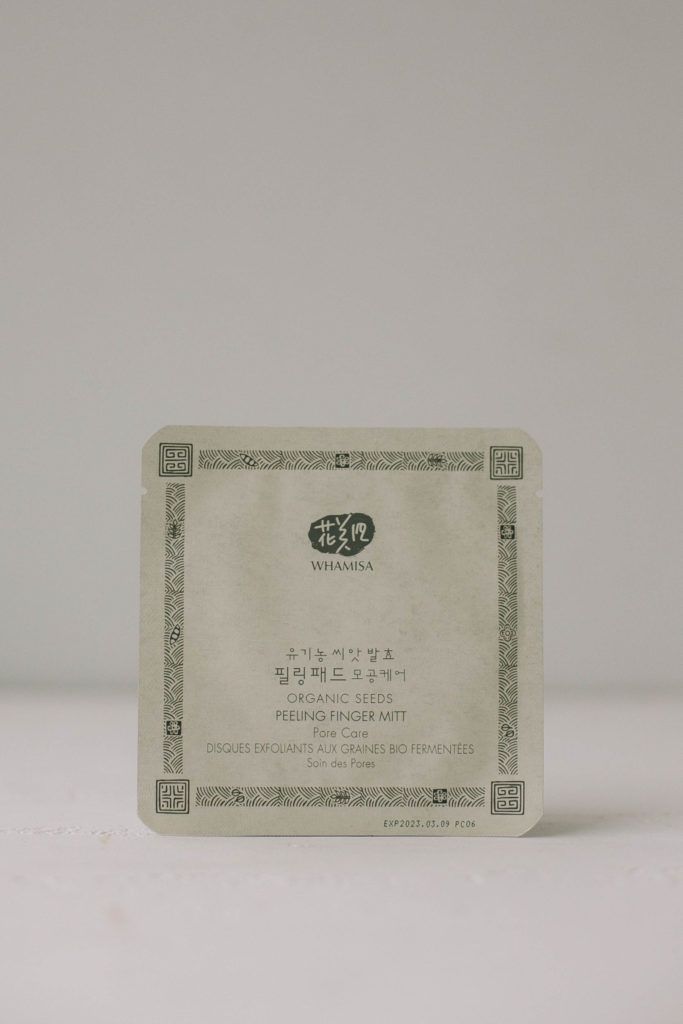 花美
WHAMISA
유기농 씨앗 발효
필링패드 모공케어
ORGANIC SEEDS
PEELING FINGER MITT
Pore Care
DISQUES EXFOLIANTS AUX GRAINES BIO FERMENTÉES
Soin des Pores
EXP2023.03.09 PC06